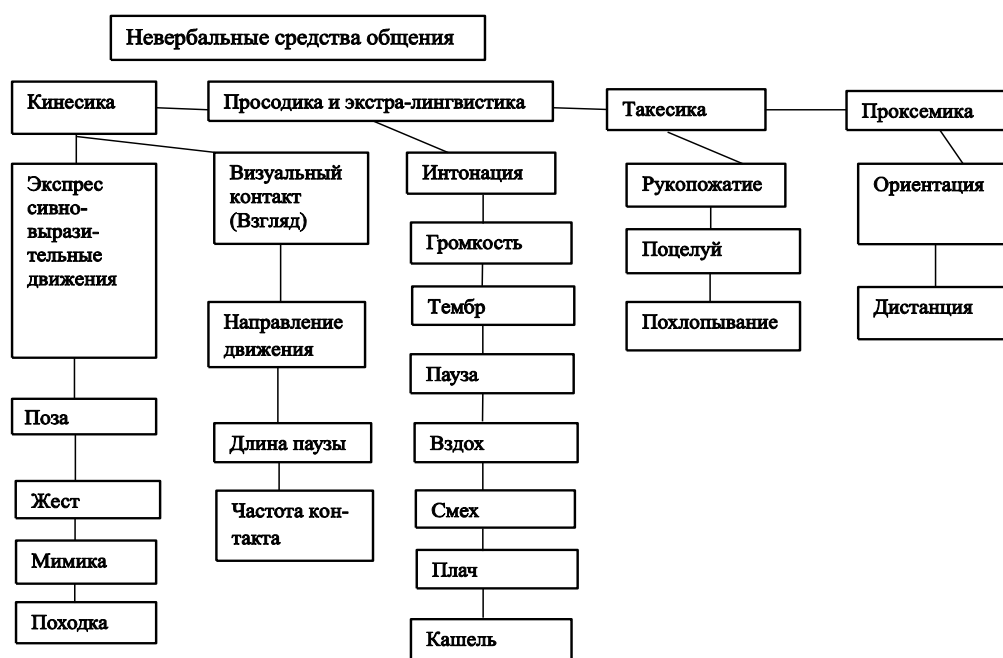 Невербальные средства общения
Кинесика
Просодика и экстра-лингвистика
Такесика
Проксемика
Экспрес
сивно-
вырази-
тельные
движения
Поза
Жест
Мимика
Походка
Визуальный
контакт
(Взгляд)
Направление
движения
Длина паузы
Частота кон-
такта
Интонация
Громкость
Тембр
Пауза
Вздох
Смех
Плач
Кашель
Рукопожатие
Поцелуй
Похлопывание
Ориентация
Дистанция